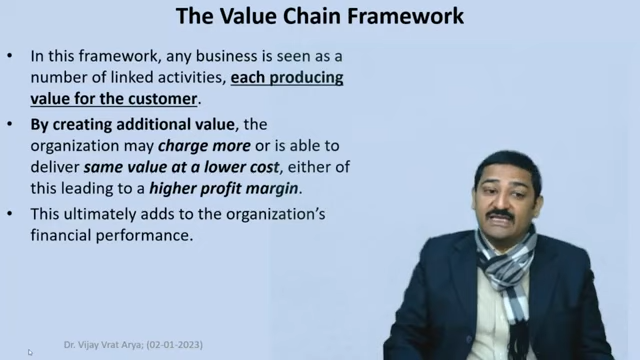 The Value Chain Framework
• In this framework, any business is seen as a
number of linked activities, each producing
value for the customer.
• By creating additional value, the
organization may charge more or is able to
deliver same value at a lower cost, either of
this leading to a higher profit margin.
• This ultimately adds to the organization's
financial performance.
Dr. Vijay Vrat Arya; (02-01-2023)